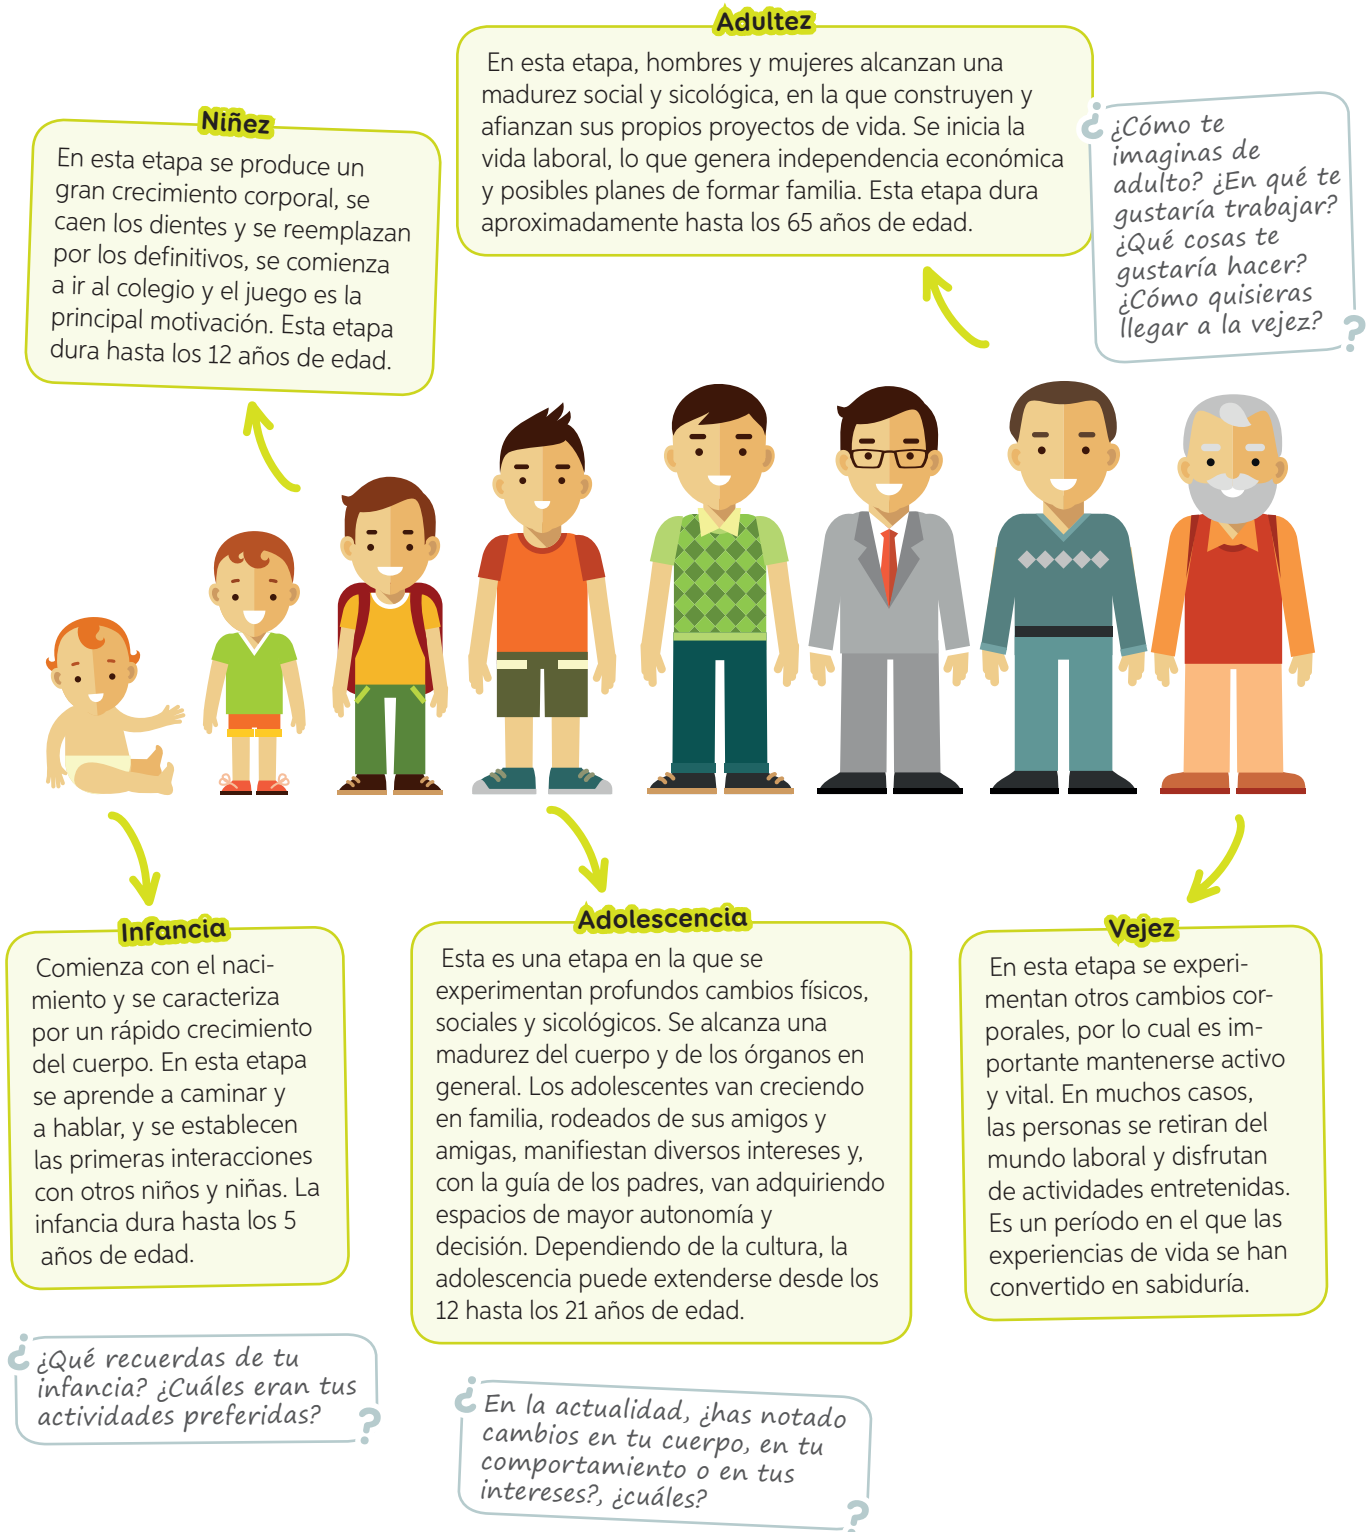 Adultez
En esta etapa, hombres y mujeres alcanzan una
madurez social y sicológica, en la que construyen y
afianzan sus propios proyectos de vida. Se inicia la
vida laboral, lo que genera independencia económica
y posibles planes de formar familia. Esta etapa dura
aproximadamente hasta los 65 años de edad.
Niñez
En esta etapa se produce un
gran crecimiento corporal, se
caen los dientes y se reemplazan
por los definitivos, se comienza
a ir al colegio y el juego es la
principal motivación. Esta etapa
dura hasta los 12 años de edad.
¿
¿Cómo te
imaginas de
adulto? ¿En qué te
gustaría trabajar?
¿Qué cosas te
gustaría hacer?
¿Cómo quisieras
llegar a la vejez?
?
Infancia
Comienza con el naci-
miento y se caracteriza
por un rápido crecimiento
del cuerpo. En esta etapa
se aprende a caminar y
a hablar, y se establecen
las primeras interacciones
con otros niños y niñas. La
infancia dura hasta los 5
años de edad.
Adolescencia
Esta es una etapa en la que se
experimentan profundos cambios físicos,
sociales y sicológicos. Se alcanza una
madurez del cuerpo y de los órganos en
general. Los adolescentes van creciendo
en familia, rodeados de sus amigos y
amigas, manifiestan diversos intereses y,
con la guía de los padres, van adquiriendo
espacios de mayor autonomía y
decisión. Dependiendo de la cultura, la
adolescencia puede extenderse desde los
12 hasta los 21 años de edad.
Vejez
En esta etapa se experi-
mentan otros cambios cor-
porales, por lo cual es im-
portante mantenerse activo
y vital. En muchos casos,
las personas se retiran del
mundo laboral y disfrutan
de actividades entretenidas.
Es un período en el que las
experiencias de vida se han
convertido en sabiduría.
¿
¿Qué recuerdas de tu
infancia? ¿Cuáles eran tus
actividades preferidas?
?
¿
En la actualidad, ¿has notado
cambios en tu cuerpo, en tu
comportamiento o en tus
intereses?, ¿cuáles?
?